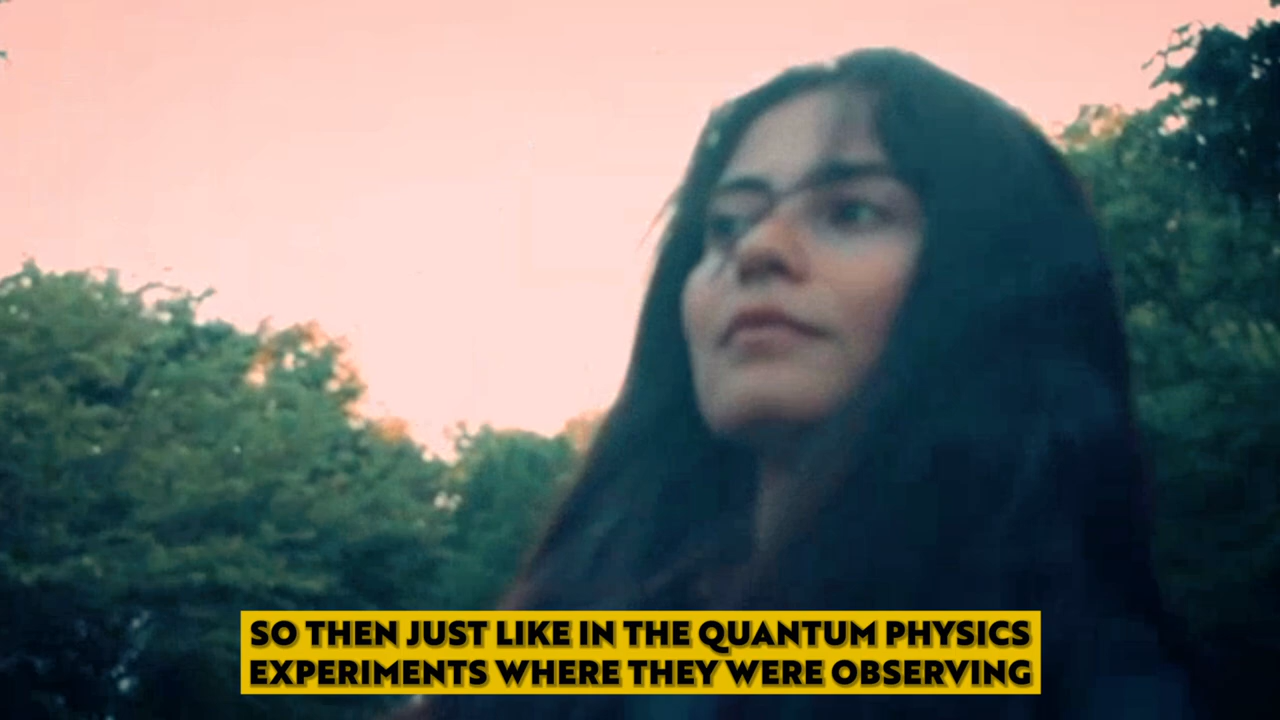 SO THEN JUST LIKE IN THE QUANTUM PHYSICS
EXPERIMENTS WHERE THEY WERE OBSERVING